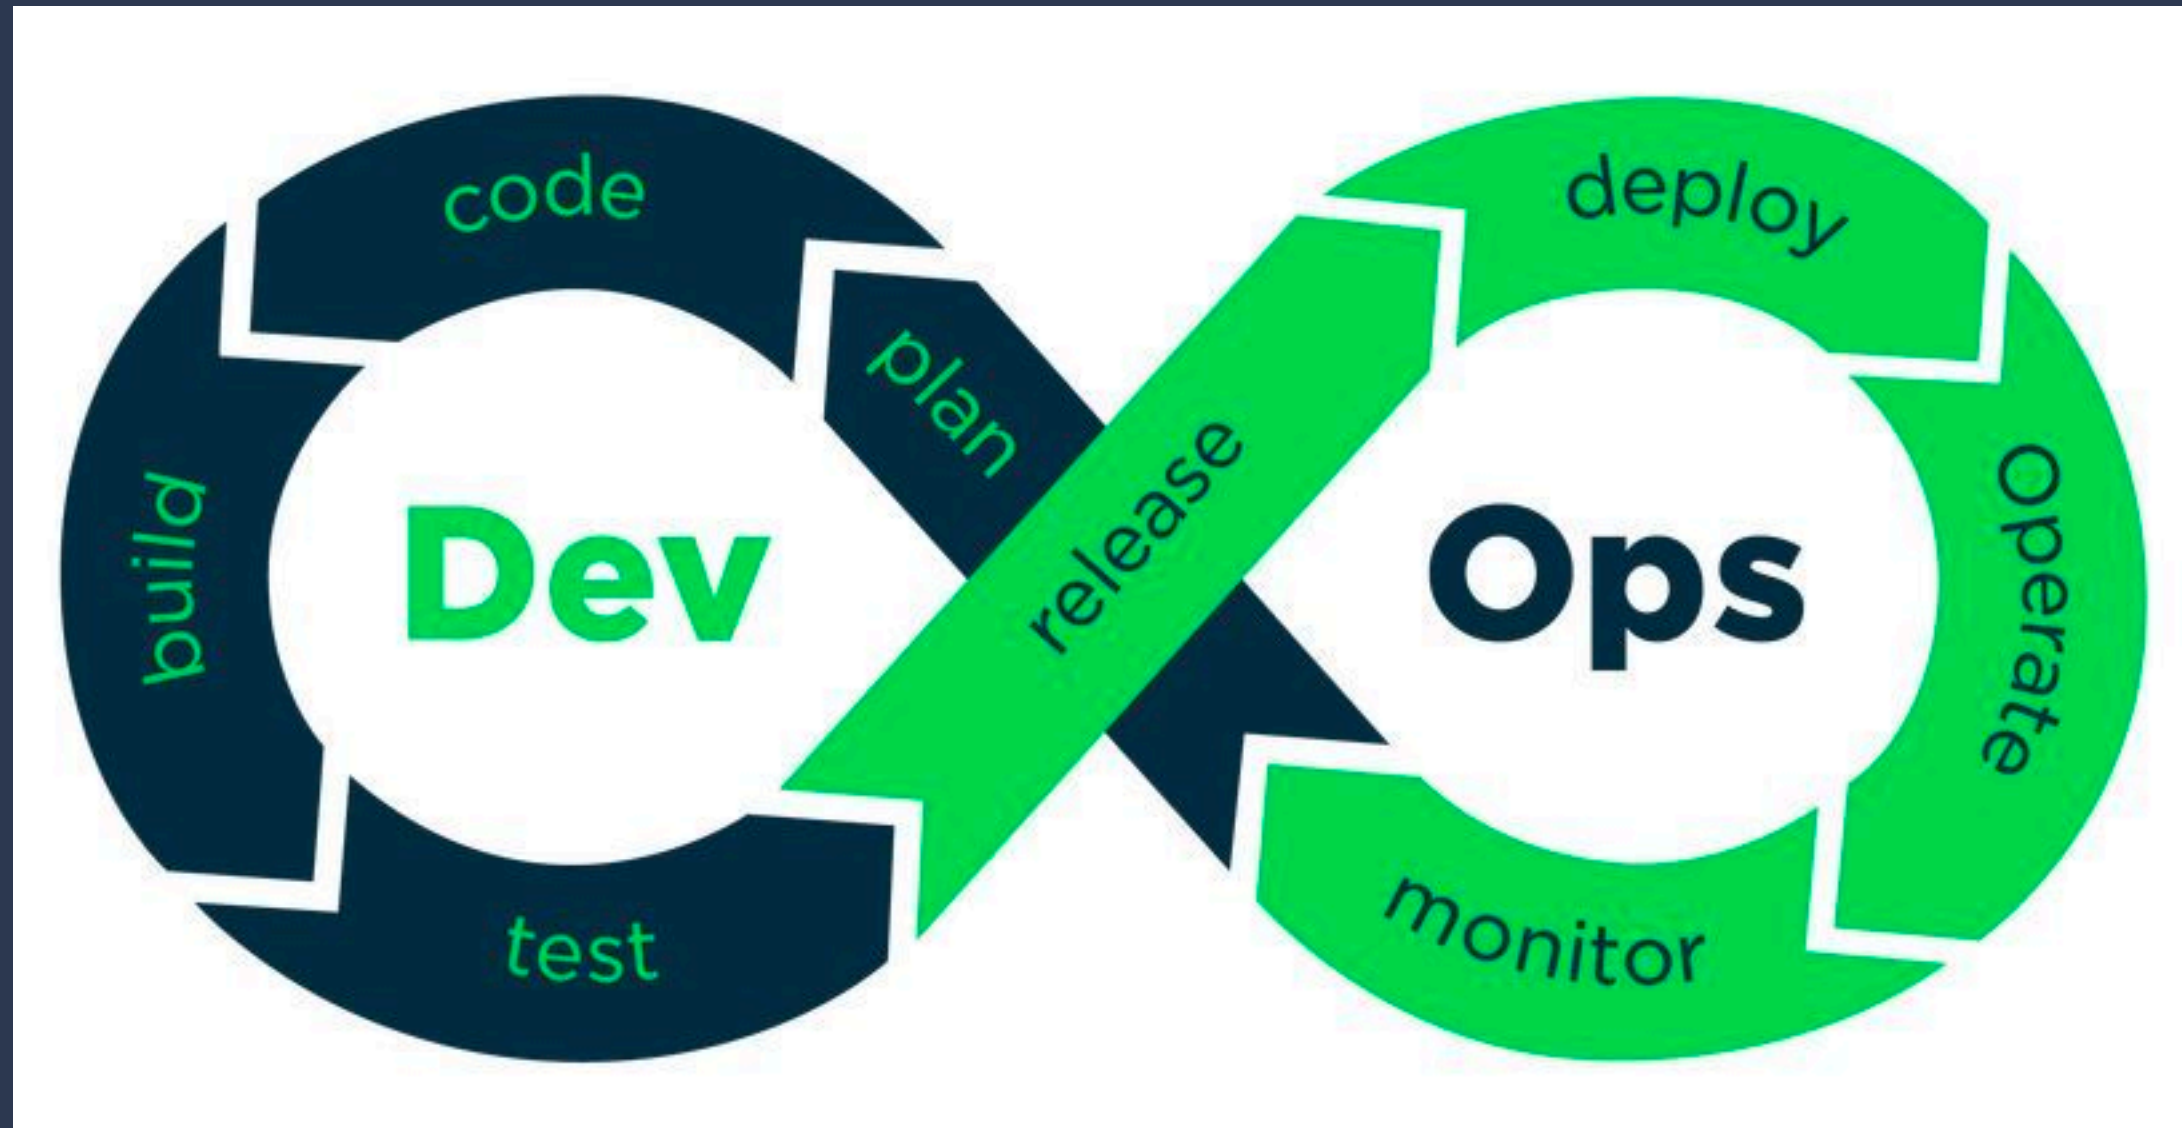 code
deploy
plan
release
build
Dev
Ops
Operate
test
monitor